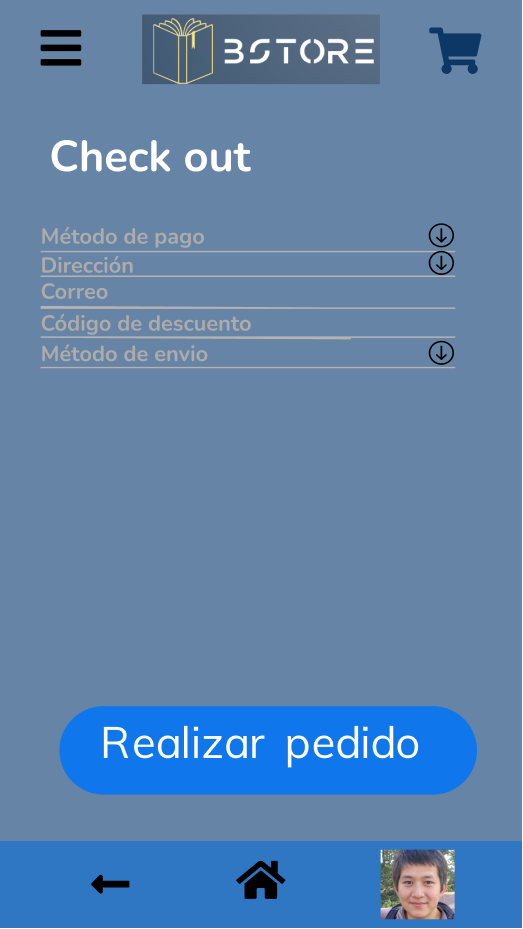 BSTORE
Check out
Método de pago
Dirección
Correo
Código de descuento
Método de envio
Realizar pedido